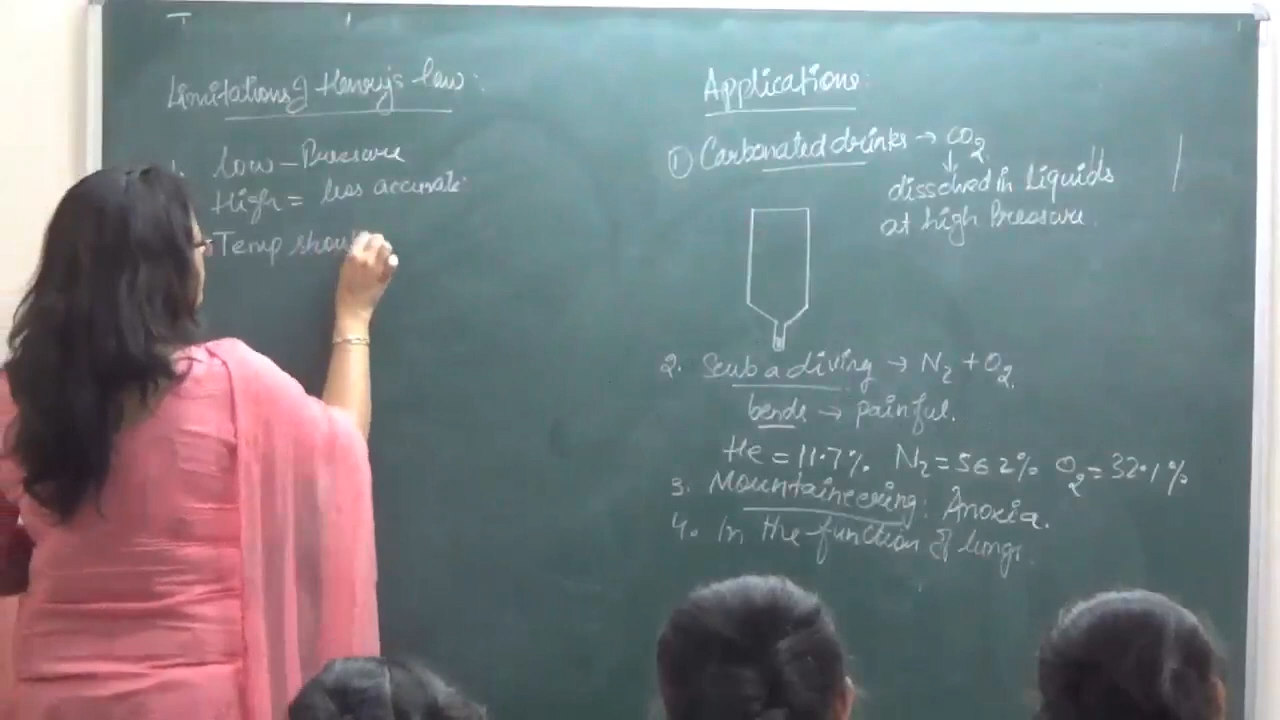 Limitations of Henry's law:
1. low - Pressure
High = less accurate.
Temp shoul
Applications:
① Carbonated drinks → CO2
↓
dissolved in Liquids
at high Pressure.
2. Scuba diving → N2 + O2.
bends → painful.
He = 11.7% N2 = 56.2% O2 = 32.1%
3. Mountaineering: Anoxia.
4. In the function of lungs.